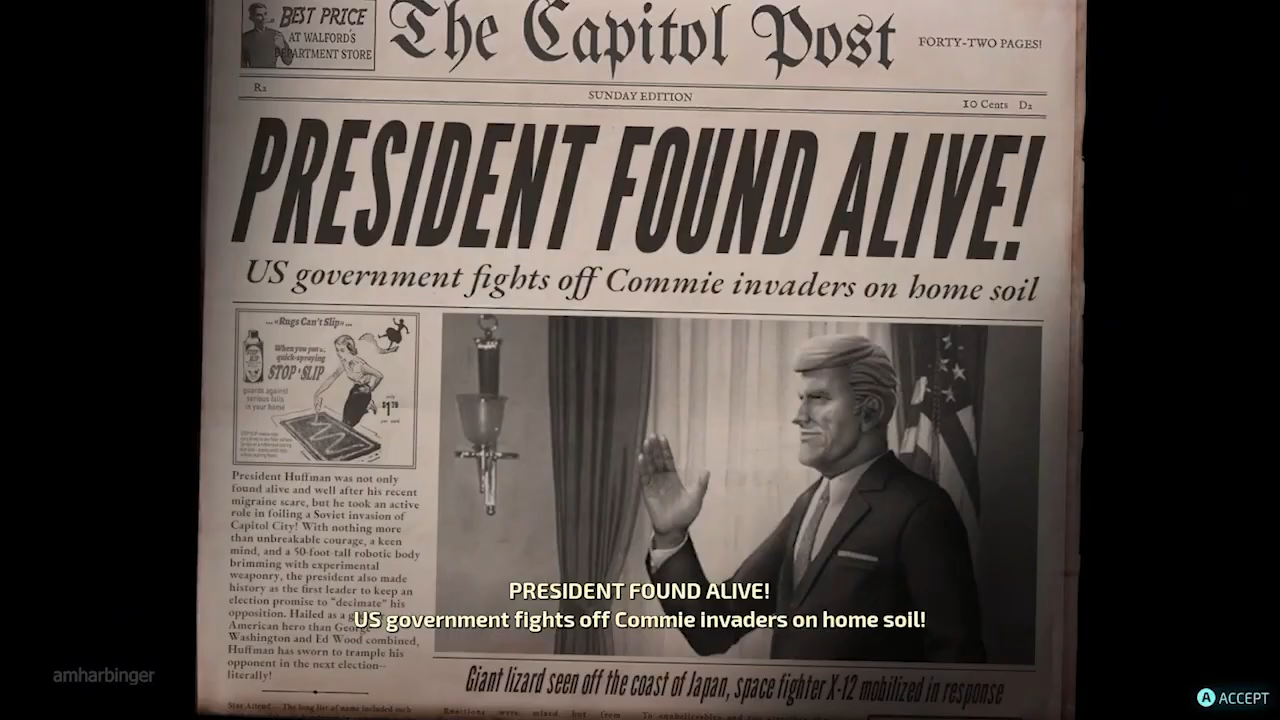 BEST PRICE
AT WALFORD'S
DEPARTMENT STORE
The Capitol Post
FORTY-TWO PAGES!
R2
SUNDAY EDITION
10 Cents D2
PRESIDENT FOUND ALIVE!
US government fights off Commie invaders on home soil
...«Rugs Can't Slip»...
When you put...
quick-spraying
STOP-SLIP
guards against
serious falls
in your home
only
$1.79
per can
President Huffman was not only
found alive and well after his recent
migraine scare, but he took an active
role in foiling a Soviet invasion of
Capitol City! With nothing more
than unbreakable courage, a keen
mind, and a 50-foot-tall robotic body
brimming with experimental
weaponry, the president also made
history as the first leader to keep an
election promise to "decimate" his
opposition. Hailed as a
American hero than George
Washington and Ed Wood combined,
Huffman has sworn to trample his
opponent in the next election--
literally!
PRESIDENT FOUND ALIVE!
US government fights off Commie invaders on home soil!
Giant lizard seen off the coast of Japan, space fighter X-12 mobilized in response
amharbinger
A ACCEPT